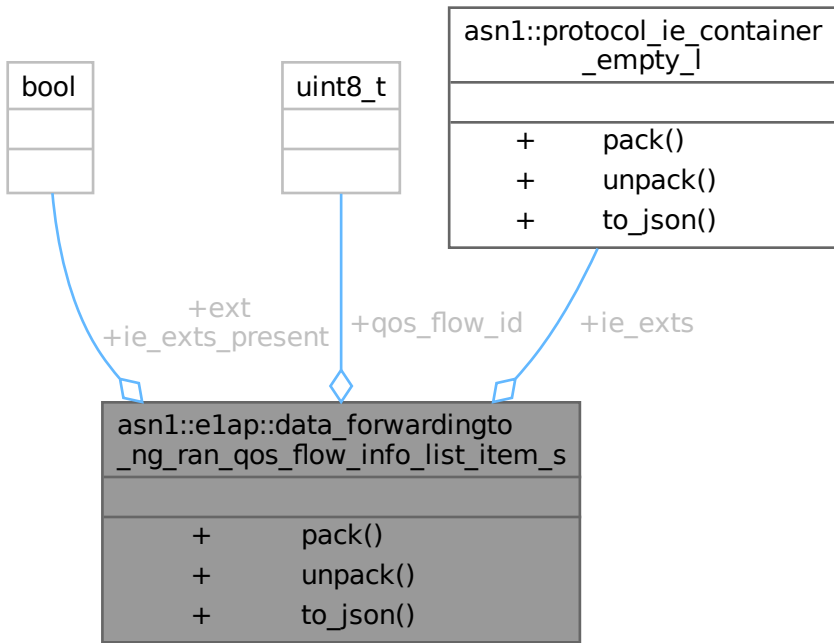 bool
uint8_t
asn1::protocol_ie_container
_empty_l
+ pack()
+ unpack()
+ to_json()
+ext
+ie_exts_present
+qos_flow_id
+ie_exts
asn1::e1ap::data_forwardingto
_ng_ran_qos_flow_info_list_item_s
+ pack()
+ unpack()
+ to_json()